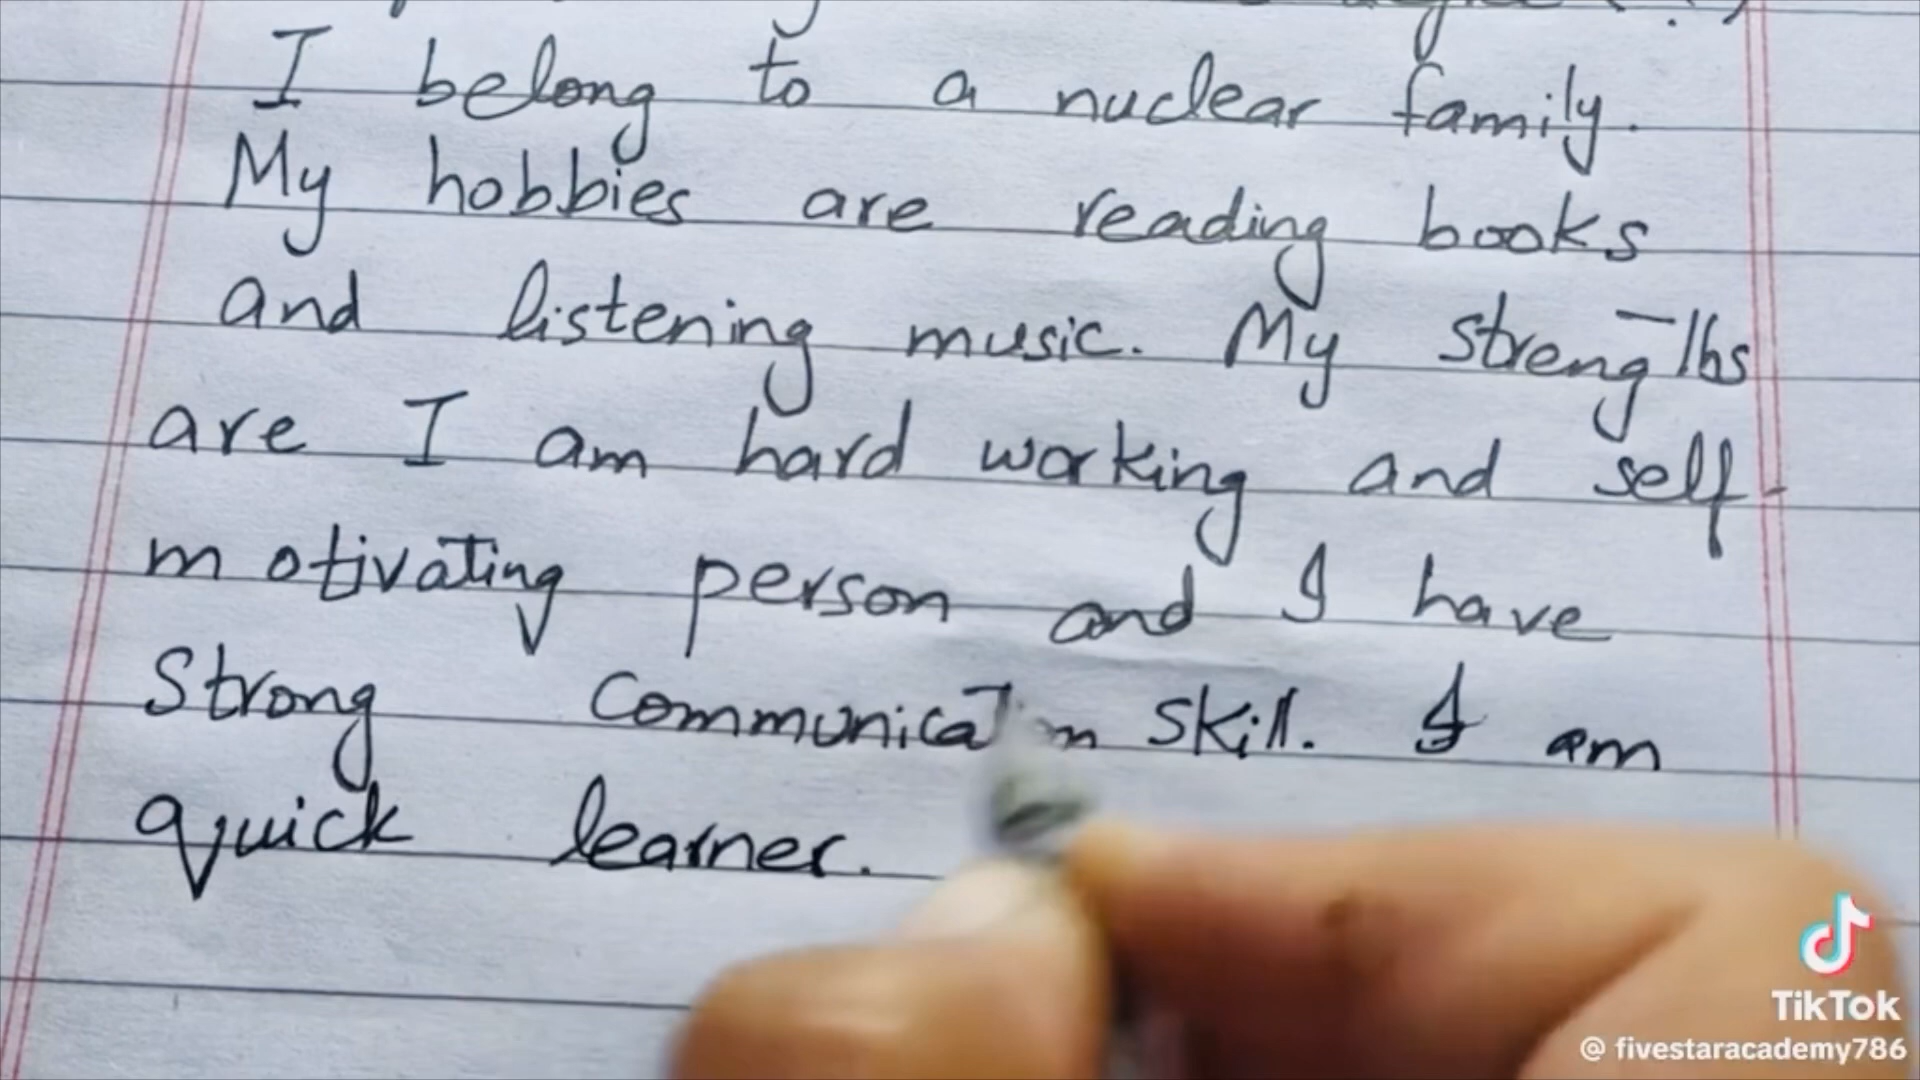 I belong to a nuclear family.
My hobbies are reading books
and listening music. My strengths
are I am hard working and self-
motivating person and I have
Strong Communication Skill. I am
quick learner.
TikTok
@ fivestaracademy786